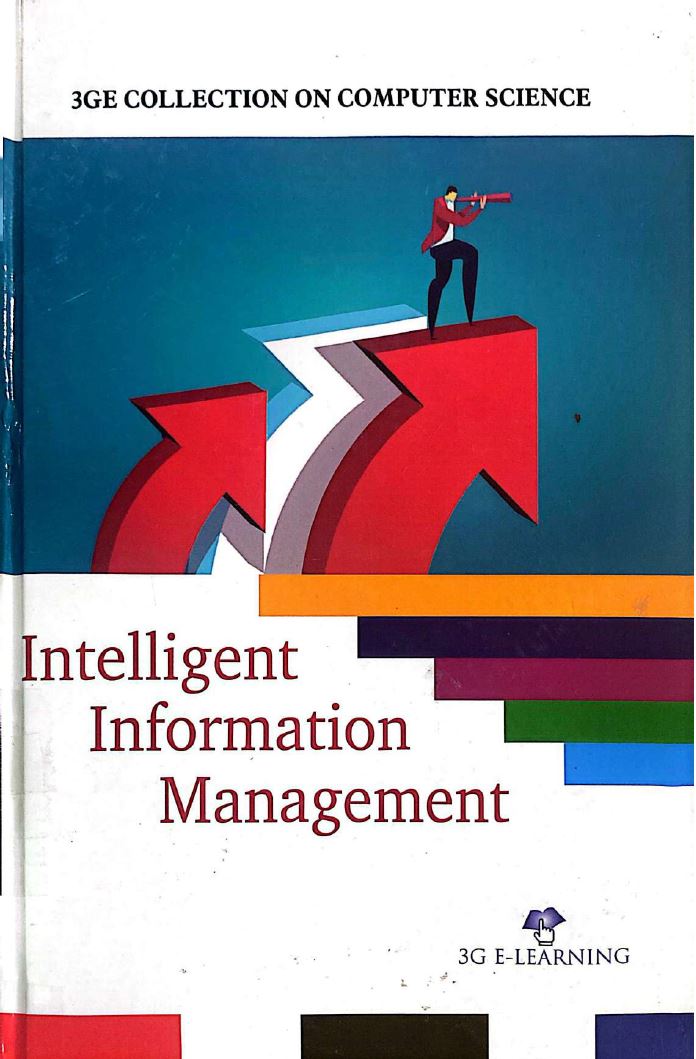 3GE COLLECTION ON COMPUTER SCIENCE
Intelligent
Information
Management
3G E-LEARNING